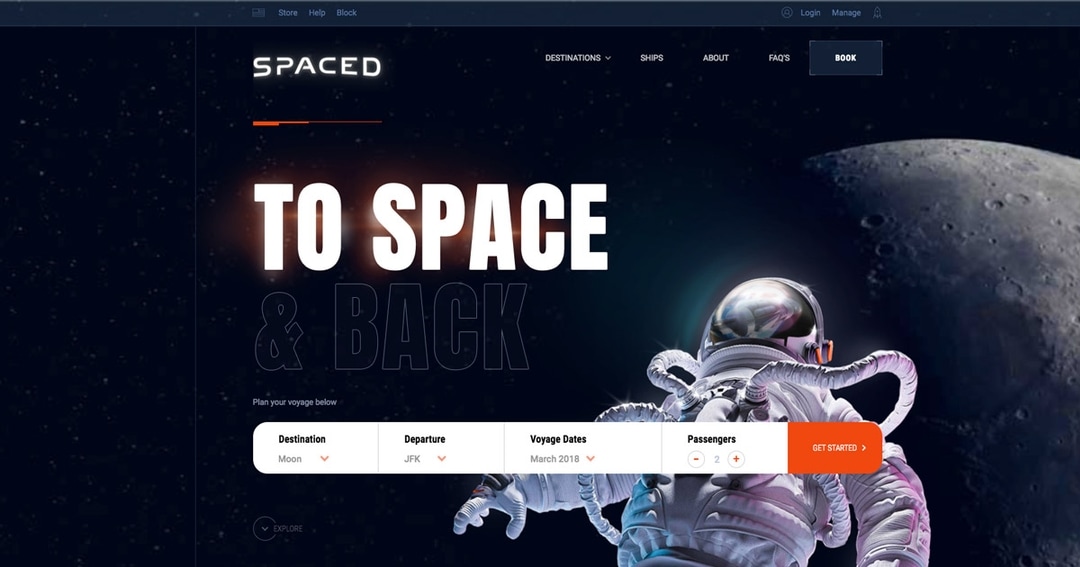 Store Help Block Login Manage
SPACED
DESTINATIONS SHIPS ABOUT FAQ'S BOOK
TO SPACE
& BACK
Plan your voyage below
Destination Departure Voyage Dates Passengers
Moon JFK March 2018 2 GET STARTED
EXPLORE